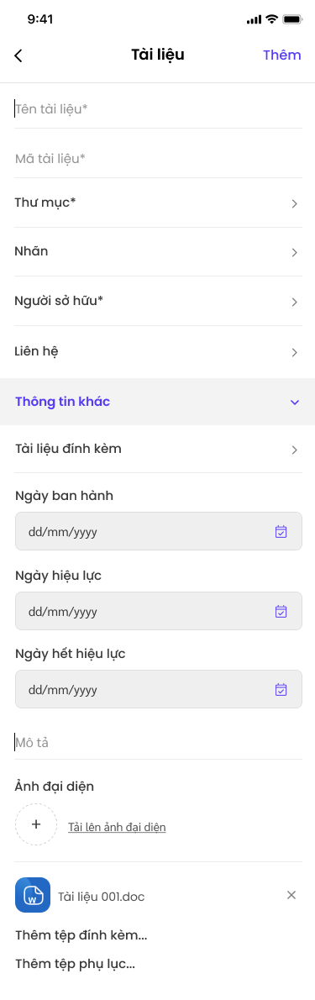 9:41
Tài liệu
Thêm
Tên tài liệu*
Mã tài liệu*
Thư mục*
Nhãn
Người sở hữu*
Liên hệ
Thông tin khác
Tài liệu đính kèm
Ngày ban hành
dd/mm/yyyy
Ngày hiệu lực
dd/mm/yyyy
Ngày hết hiệu lực
dd/mm/yyyy
Mô tả
Ảnh đại diện
+
Tải lên ảnh đại diện
W
Tài liệu 001.doc
Thêm tệp đính kèm...
Thêm tệp phụ lục...